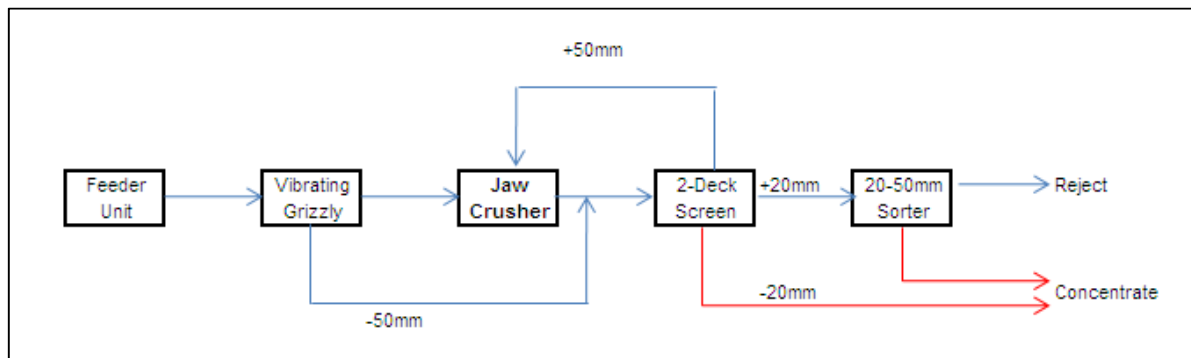 +50mm
Feeder
Unit
Vibrating
Grizzly
Jaw
Crusher
2-Deck
Screen
+20mm
20-50mm
Sorter
Reject
-50mm
-20mm
Concentrate